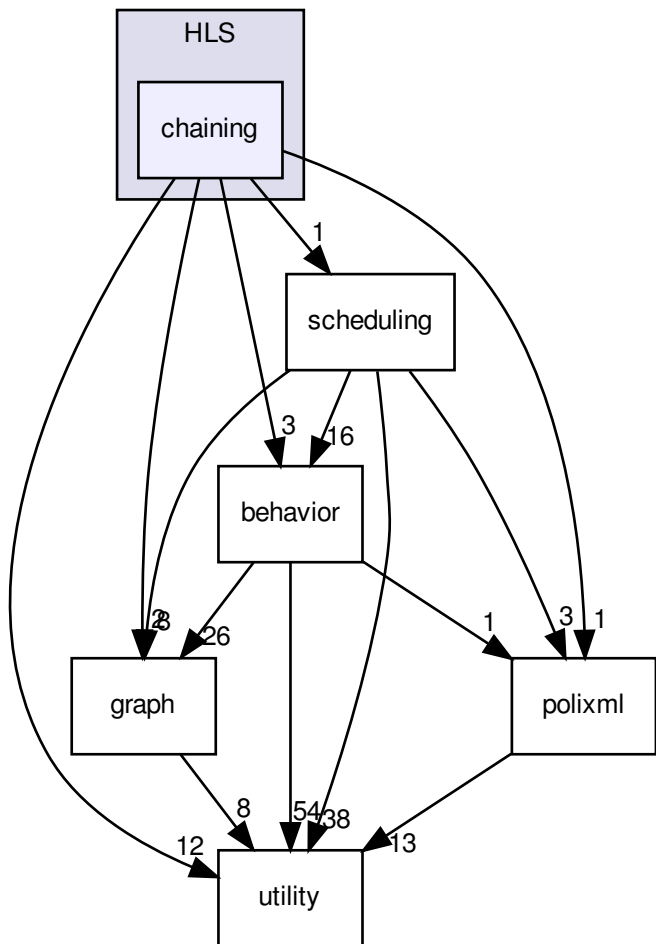 HLS
chaining
1
scheduling
3
16
behavior
2
8
26
1
3
1
graph
polixml
8
54
38
12
13
utility